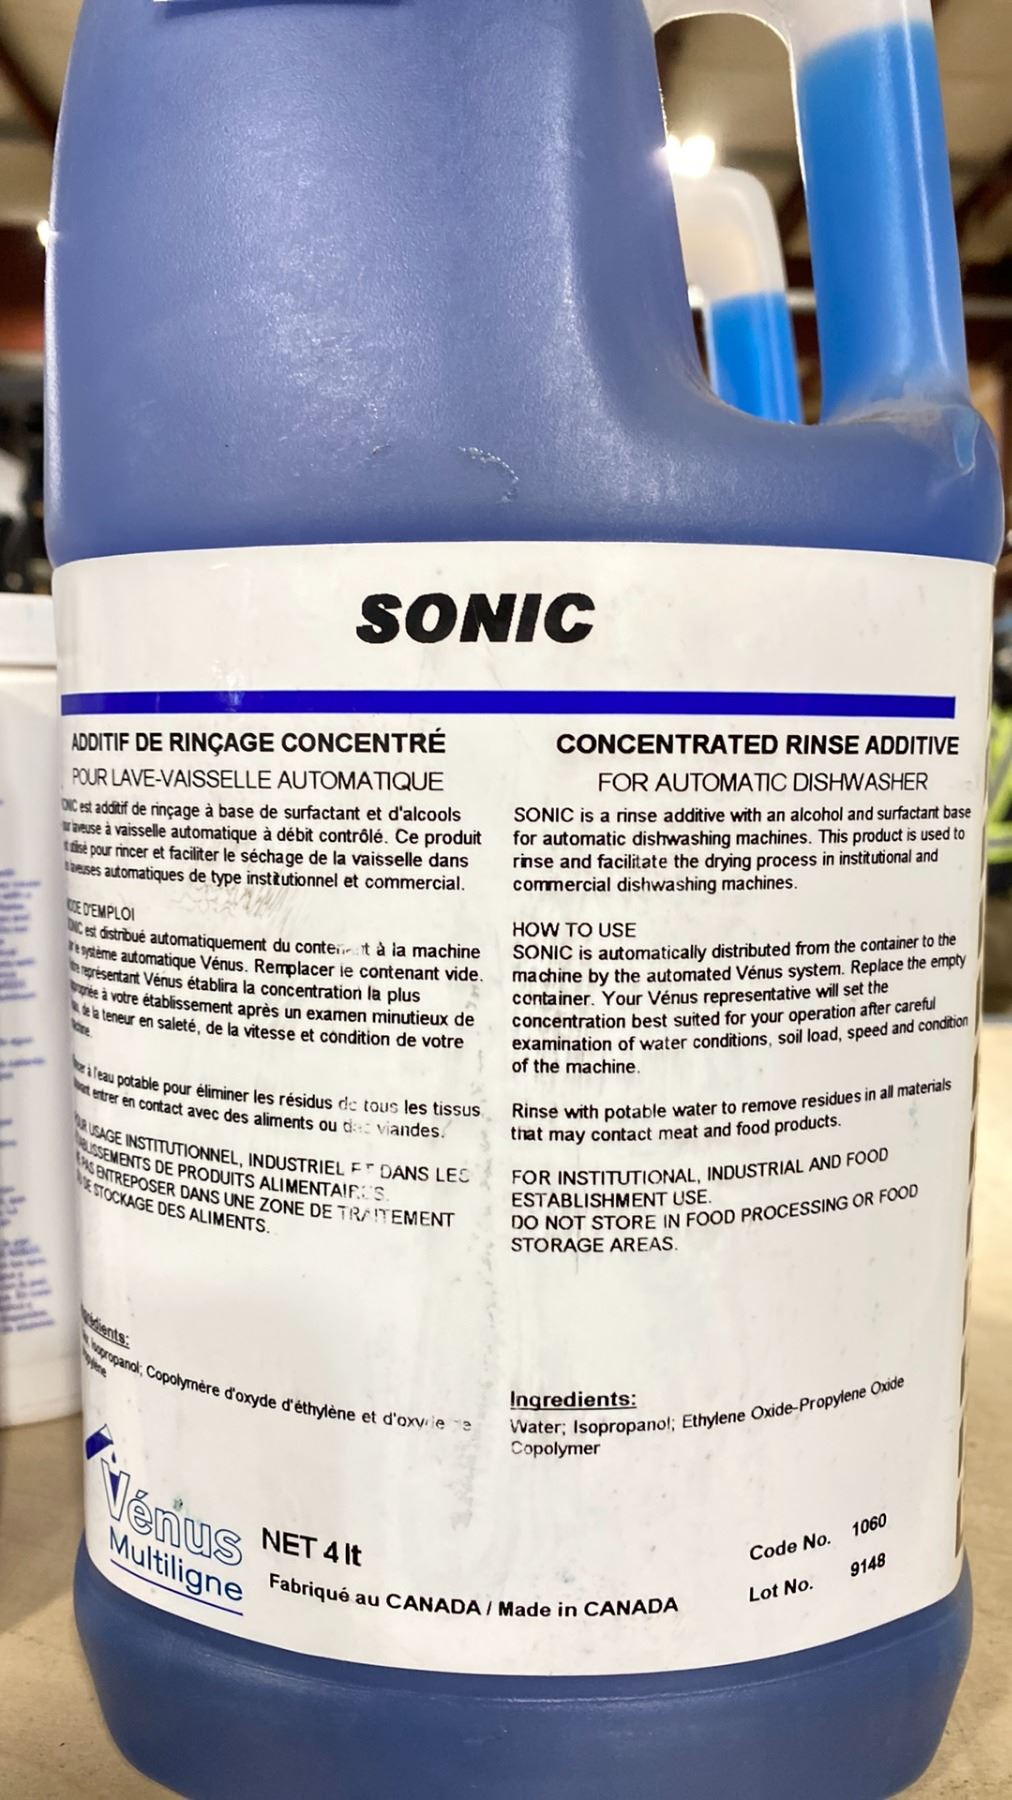 SONIC
ADDITIF DE RINÇAGE CONCENTRÉ
POUR LAVE-VAISSELLE AUTOMATIQUE
est additif de rinçage à base de surfactant et d'alcools
laveuse à vaisselle automatique à débit contrôlé. Ce produit
pour rincer et faciliter le séchage de la vaisselle dans
automatiques de type institutionnel et commercial.
D'EMPLOI
est distribué automatiquement du à la machine
système automatique Vénus. Remplacer le contenant vide.
représentant Vénus établira la concentration la plus
à votre établissement après un examen minutieux de
de la teneur en saleté, de la vitesse et condition de votre
à l'eau potable pour éliminer les résidus de tous les tissus
entrer en contact avec des aliments ou viandes.
USAGE INSTITUTIONNEL, INDUSTRIEL ET DANS LES
DE PRODUITS ALIMENTAIRES.
PAS ENTREPOSER DANS UNE ZONE DE TRAITEMENT
DE STOCKAGE DES ALIMENTS.
Isopropanol; Copolymère d'oxyde d'éthylène et
CONCENTRATED RINSE ADDITIVE
FOR AUTOMATIC DISHWASHER
SONIC is a rinse additive with an alcohol and surfactant base
for automatic dishwashing machines. This product is used to
rinse and facilitate the drying process in institutional and
commercial dishwashing machines.
HOW TO USE
SONIC is automatically distributed from the container to the
machine by the automated Vénus system. Replace the empty
container. Your Vénus representative will set the
concentration best suited for your operation after careful
examination of water conditions, soil load, speed and condition
of the machine.
Rinse with potable water to remove residues in all materials
that may contact meat and food products.
FOR INSTITUTIONAL, INDUSTRIAL AND FOOD
ESTABLISHMENT USE.
DO NOT STORE IN FOOD PROCESSING OR FOOD
STORAGE AREAS.
Ingredients:
Water; Isopropanol; Ethylene Oxide-Propylene Oxide
Copolymer
Vénus
Multiligne
NET 4 lt
Fabriqué au CANADA / Made in CANADA
Code No. 1060
Lot No. 9148